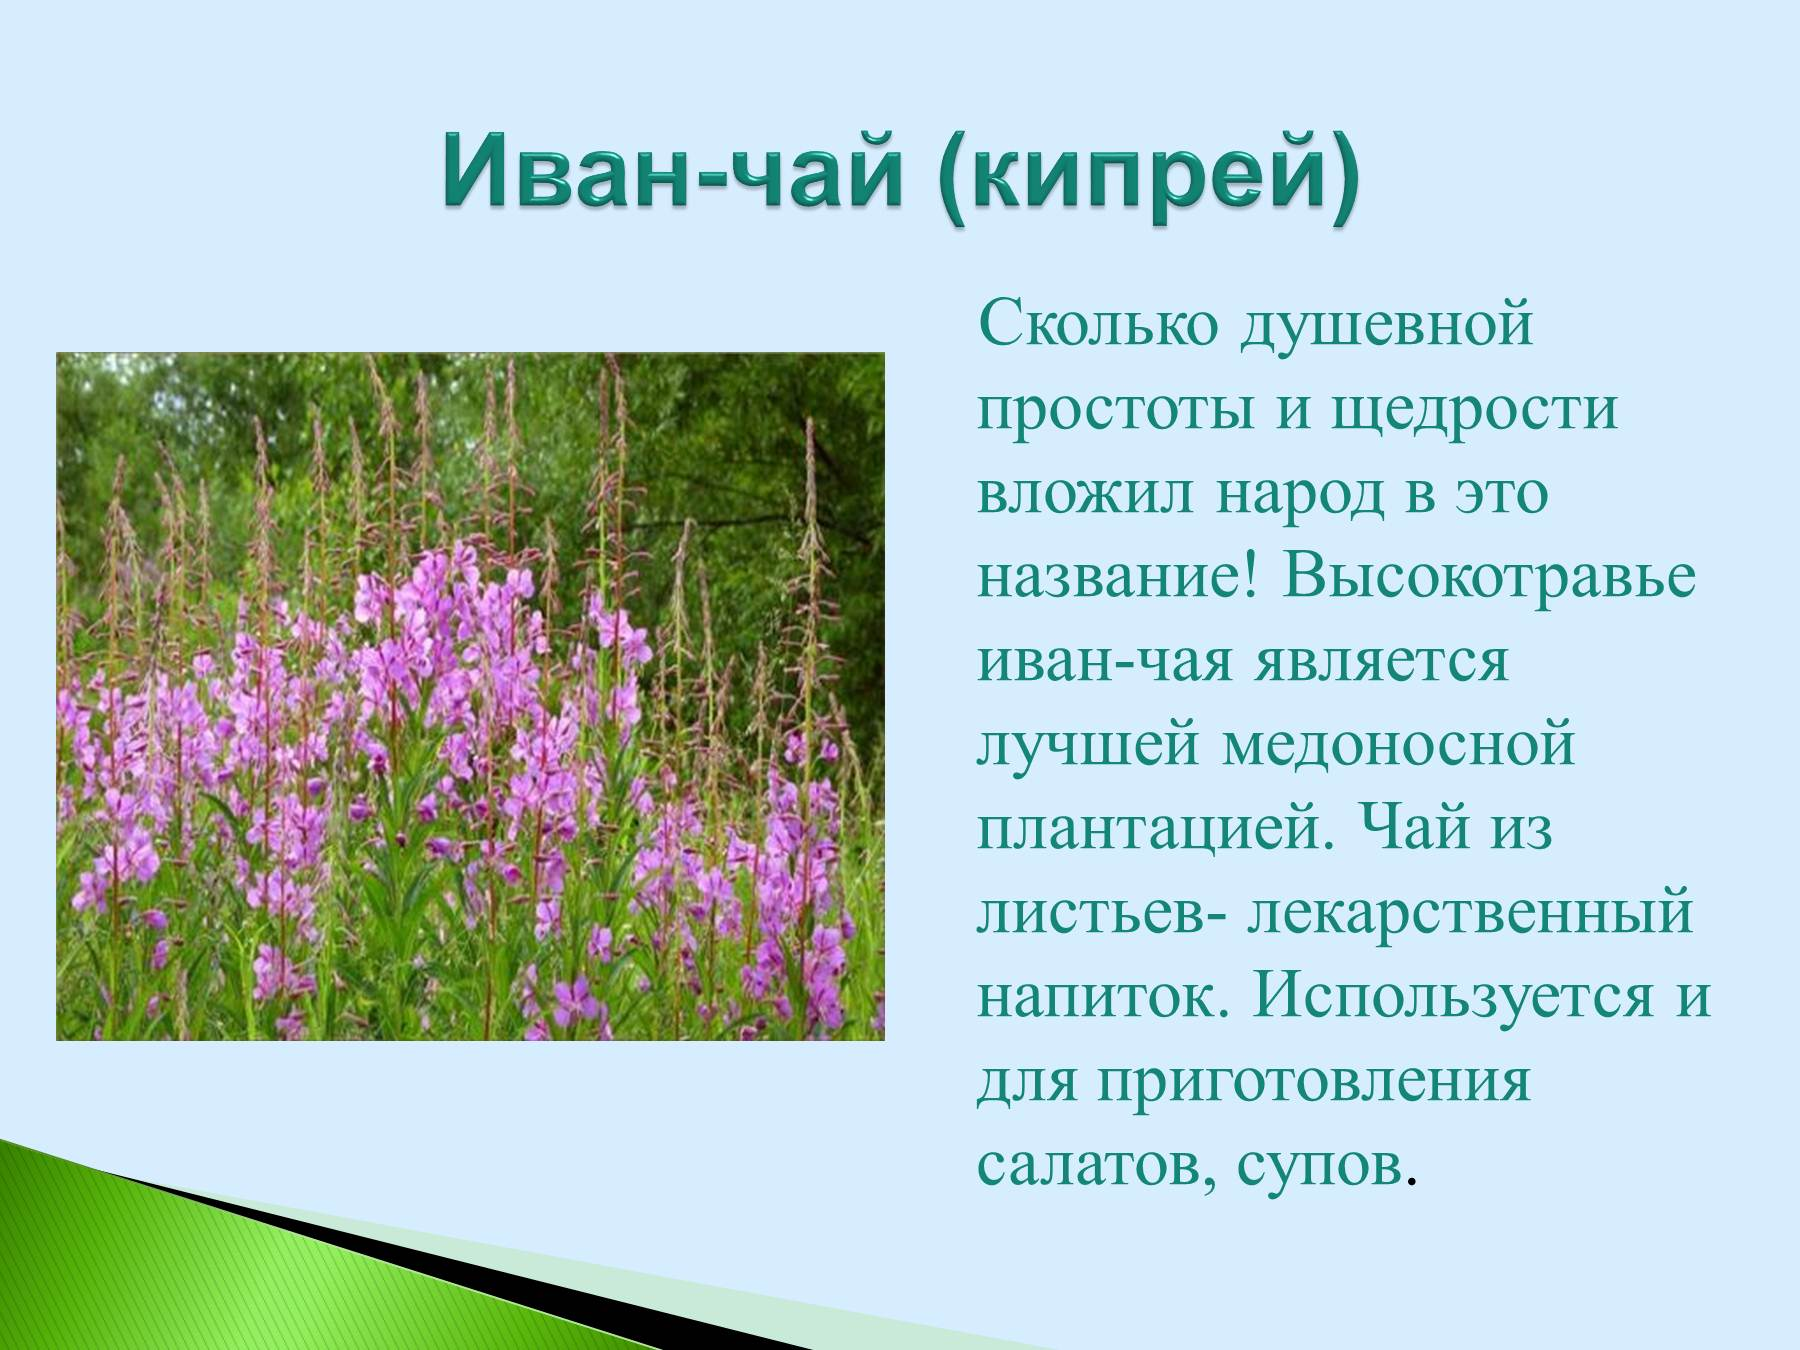 Иван-чай (кипрей)
Сколько душевной
простоты и щедрости
вложил народ в это
название! Высокотравье
иван-чая является
лучшей медоносной
плантацией. Чай из
листьев- лекарственный
напиток. Используется и
для приготовления
салатов, супов.